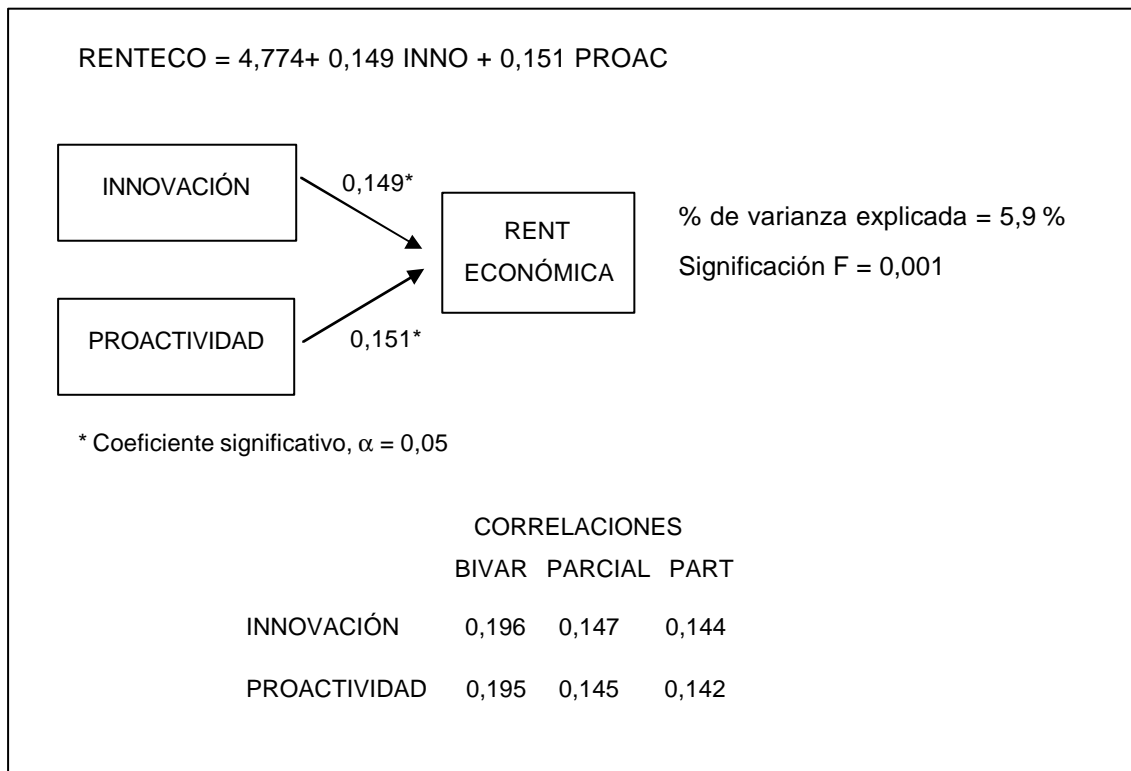 RENTECO = 4,774+ 0,149 INNO + 0,151 PROAC
INNOVACIÓN
0,149*
RENT
ECONÓMICA
% de varianza explicada = 5,9 %
Significación F = 0,001
PROACTIVIDAD
0,151*
* Coeficiente significativo, α = 0,05
CORRELACIONES
BIVAR PARCIAL PART
INNOVACIÓN 0,196 0,147 0,144
PROACTIVIDAD 0,195 0,145 0,142